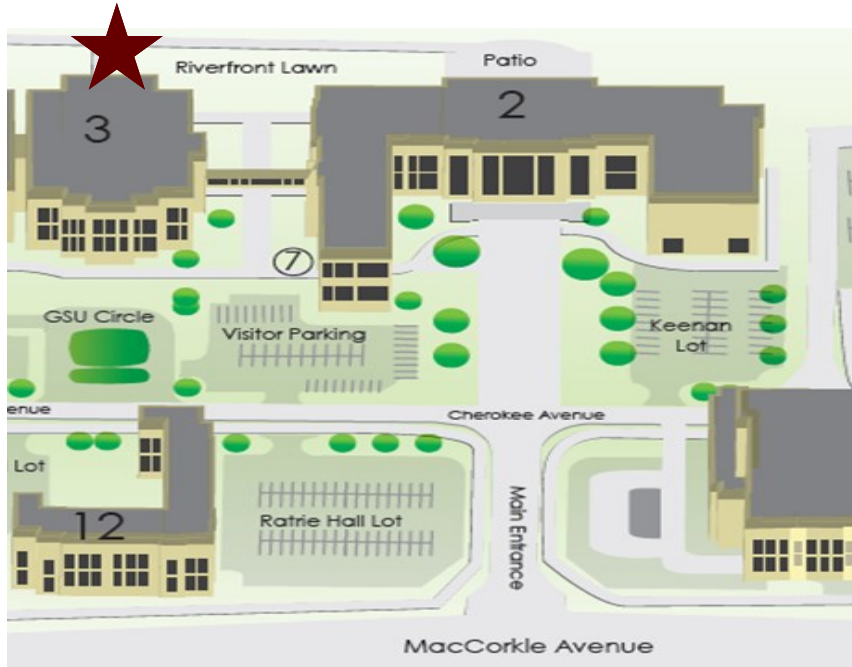 Riverfront Lawn
Patio
3
2
7
GSU Circle
Visitor Parking
Keenan
Lot
enue
Cherokee Avenue
Lot
12
Ratrie Hall Lot
Main Entrance
MacCorkle Avenue